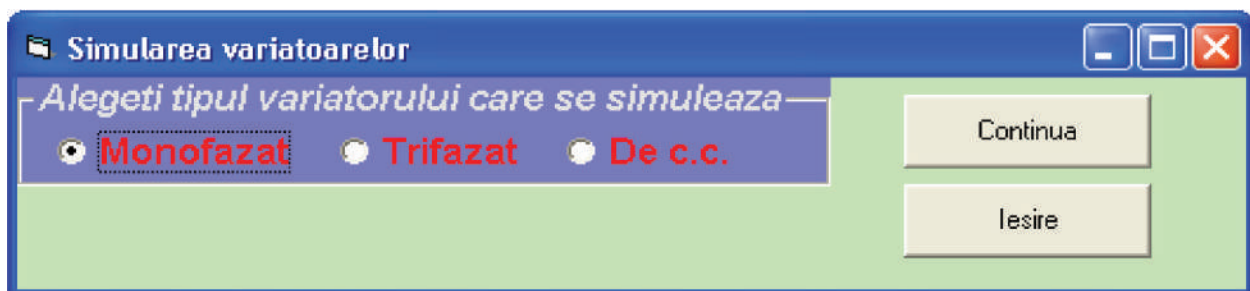 Simularea variatoarelor
Alegeti tipul variatorului care se simuleaza
Monofazat Trifazat De c.c.
Continua
Iesire